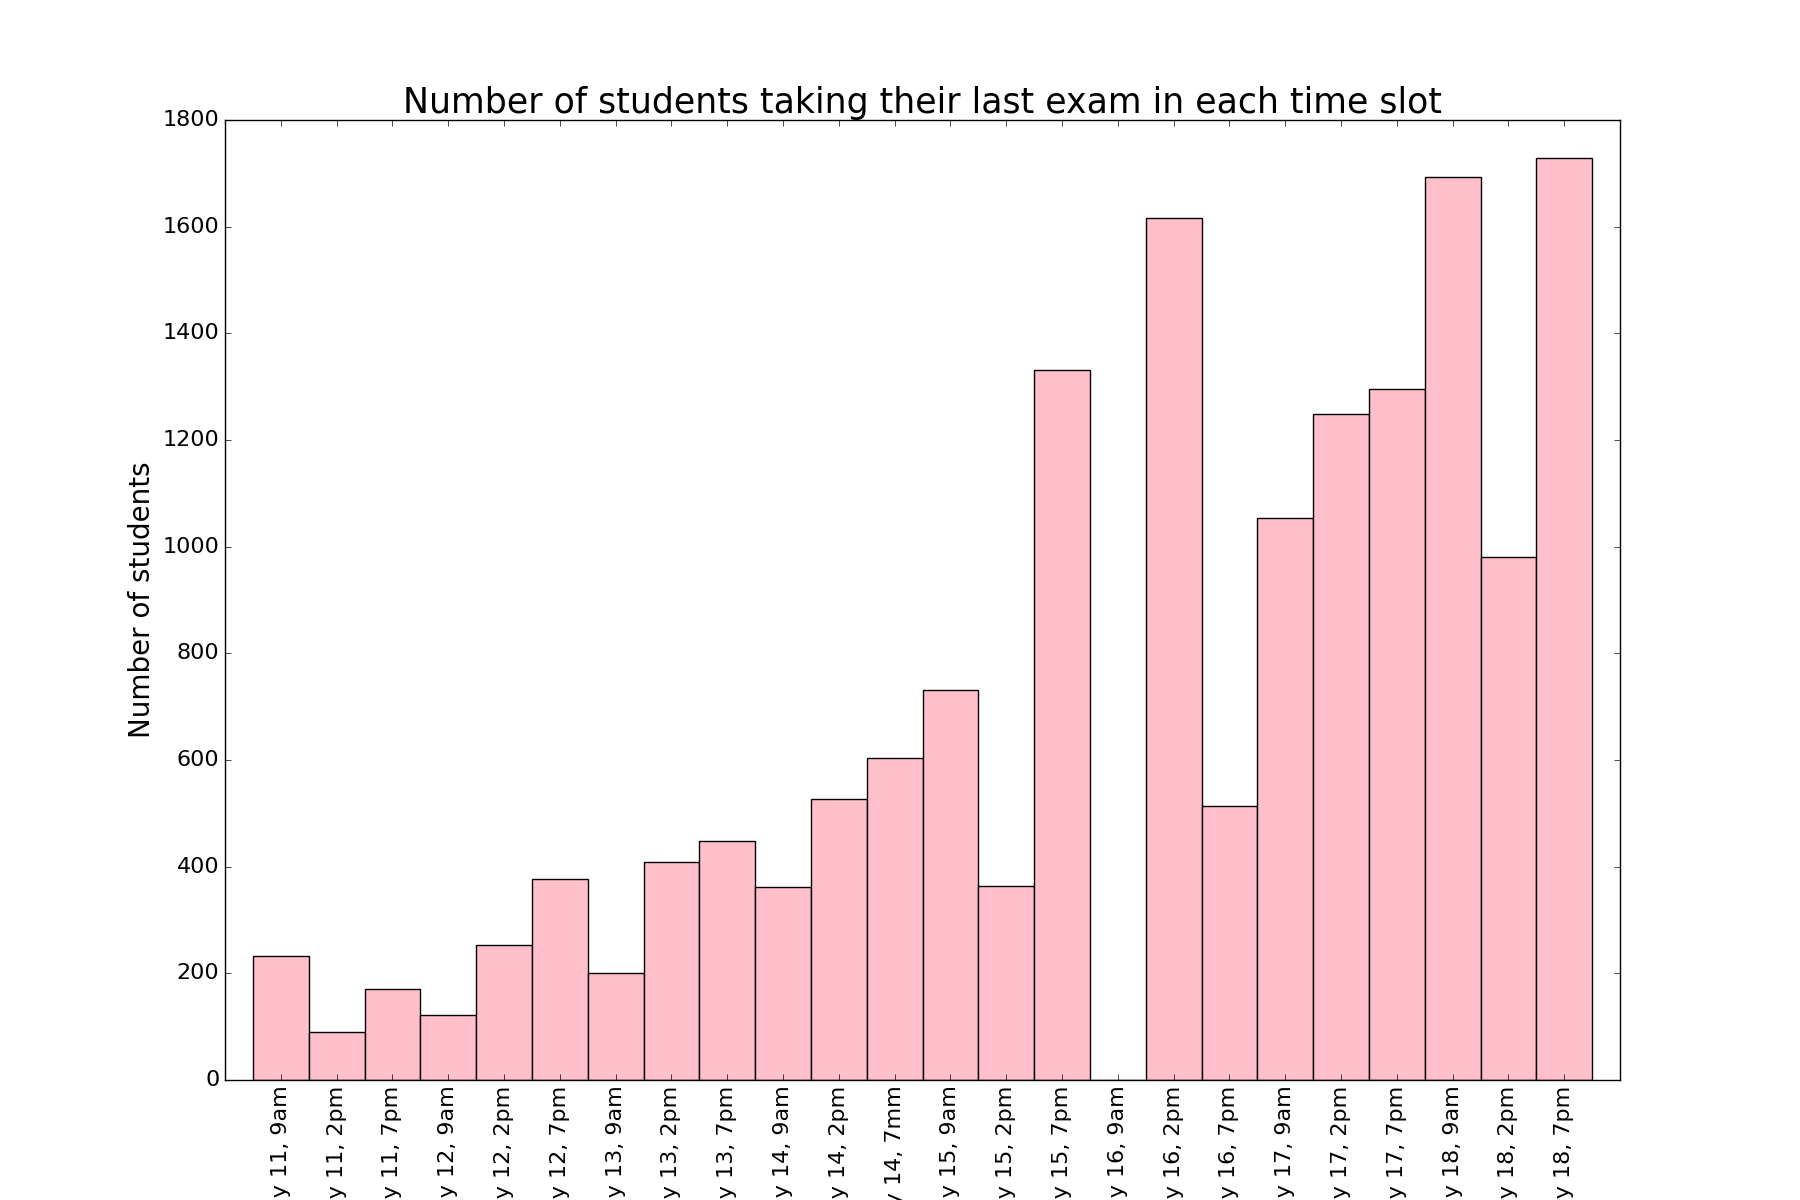 Number of students taking their last exam in each time slot
1800
1600
1400
1200
1000
800
600
400
200
0
Number of students
y 11, 9am
y 11, 2pm
y 11, 7pm
y 12, 9am
y 12, 2pm
y 12, 7pm
y 13, 9am
y 13, 2pm
y 13, 7pm
y 14, 9am
y 14, 2pm
y 14, 7mm
y 15, 9am
y 15, 2pm
y 15, 7pm
y 16, 9am
y 16, 2pm
y 16, 7pm
y 17, 9am
y 17, 2pm
y 17, 7pm
y 18, 9am
y 18, 2pm
y 18, 7pm